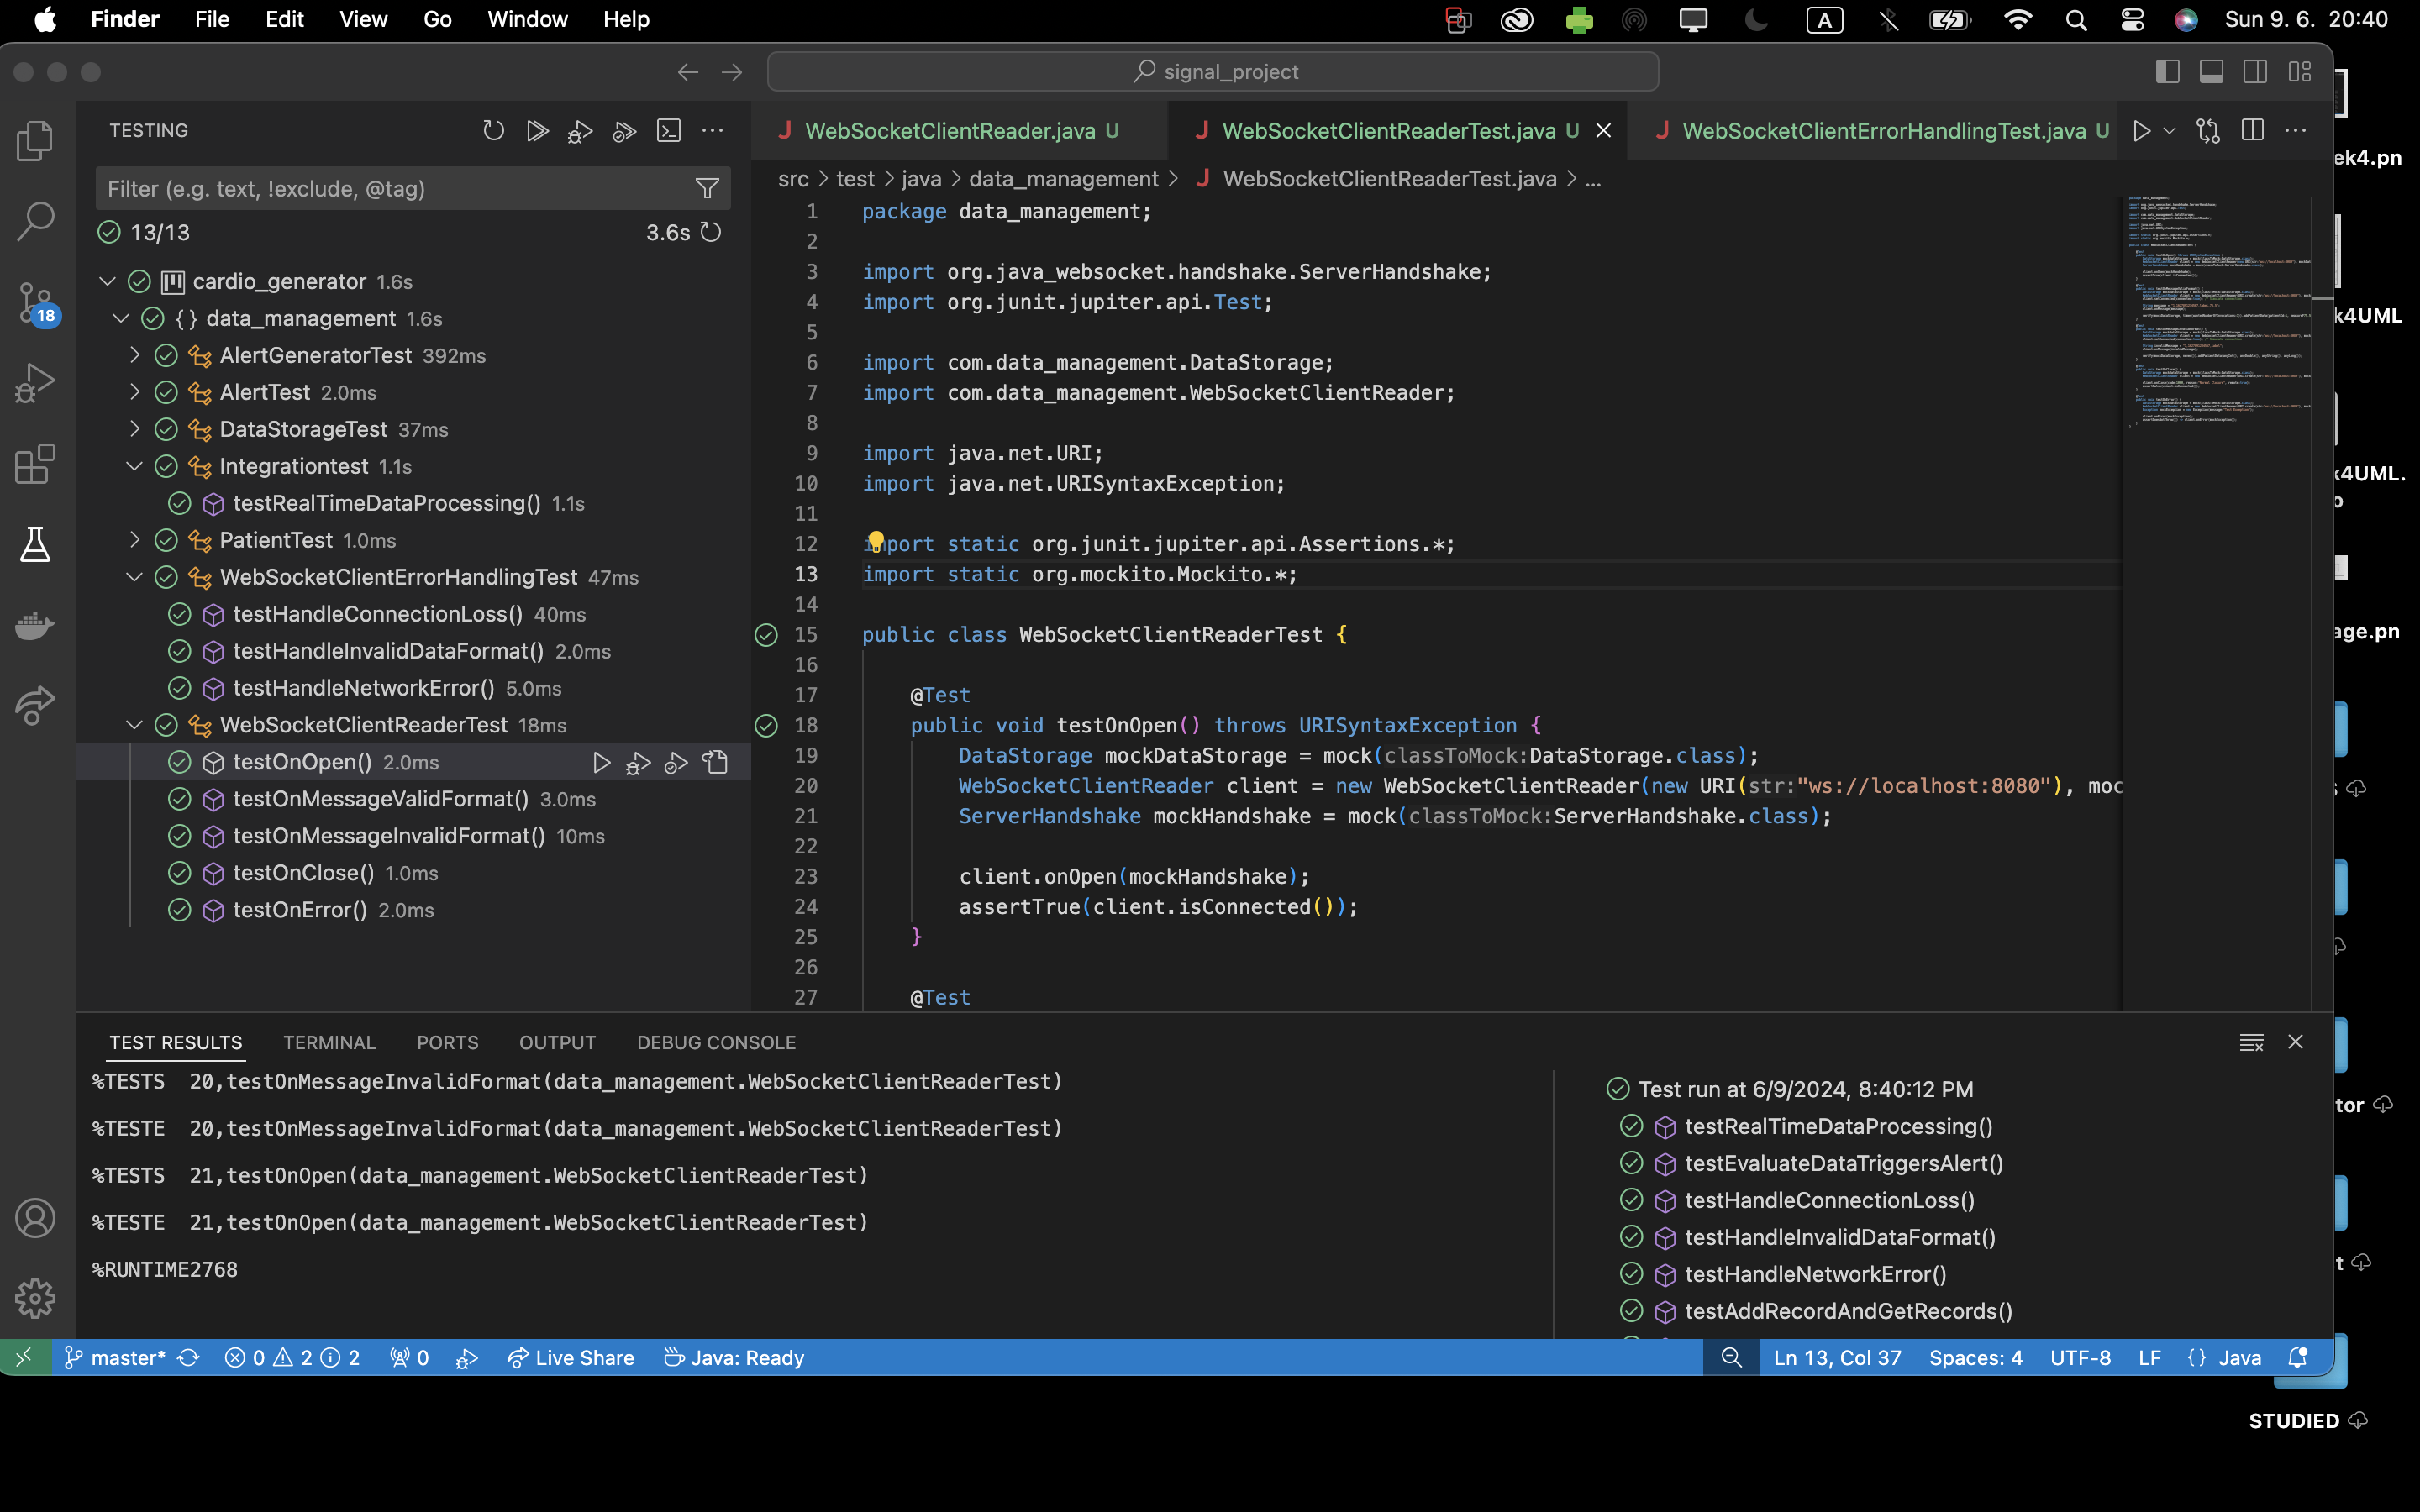 Finder File Edit View Go Window Help A Sun 9. 6. 20:40
signal_project
TESTING
Filter (e.g. text, !exclude, @tag)
13/13 3.6s
cardio_generator 1.6s
{} data_management 1.6s
AlertGeneratorTest 392ms
AlertTest 2.0ms
DataStorageTest 37ms
Integrationtest 1.1s
testRealTimeDataProcessing() 1.1s
PatientTest 1.0ms
WebSocketClientErrorHandlingTest 47ms
testHandleConnectionLoss() 40ms
testHandleInvalidDataFormat() 2.0ms
testHandleNetworkError() 5.0ms
WebSocketClientReaderTest 18ms
testOnOpen() 2.0ms
testOnMessageValidFormat() 3.0ms
testOnMessageInvalidFormat() 10ms
testOnClose() 1.0ms
testOnError() 2.0ms
18
J WebSocketClientReader.java U J WebSocketClientReaderTest.java U J WebSocketClientErrorHandlingTest.java U
src > test > java > data_management > J WebSocketClientReaderTest.java > ...
1 package data_management;
2
3 import org.java_websocket.handshake.ServerHandshake;
4 import org.junit.jupiter.api.Test;
5
6 import com.data_management.DataStorage;
7 import com.data_management.WebSocketClientReader;
8
9 import java.net.URI;
10 import java.net.URISyntaxException;
11
12 import static org.junit.jupiter.api.Assertions.*;
13 import static org.mockito.Mockito.*;
14
15 public class WebSocketClientReaderTest {
16
17 @Test
18 public void testOnOpen() throws URISyntaxException {
19 DataStorage mockDataStorage = mock(classToMock:DataStorage.class);
20 WebSocketClientReader client = new WebSocketClientReader(new URI(str:"ws://localhost:8080"), moc
21 ServerHandshake mockHandshake = mock(classToMock:ServerHandshake.class);
22
23 client.onOpen(mockHandshake);
24 assertTrue(client.isConnected());
25 }
26
27 @Test
TEST RESULTS TERMINAL PORTS OUTPUT DEBUG CONSOLE
%TESTS 20,testOnMessageInvalidFormat(data_management.WebSocketClientReaderTest)
%TESTE 20,testOnMessageInvalidFormat(data_management.WebSocketClientReaderTest)
%TESTS 21,testOnOpen(data_management.WebSocketClientReaderTest)
%TESTE 21,testOnOpen(data_management.WebSocketClientReaderTest)
%RUNTIME2768
Test run at 6/9/2024, 8:40:12 PM
testRealTimeDataProcessing()
testEvaluateDataTriggersAlert()
testHandleConnectionLoss()
testHandleInvalidDataFormat()
testHandleNetworkError()
testAddRecordAndGetRecords()
master* 0 2 2 0 Live Share Java: Ready Ln 13, Col 37 Spaces: 4 UTF-8 LF {} Java
ek4.pn
k4UML
k4UML.
o
age.pn
s
tor
t
STUDIED